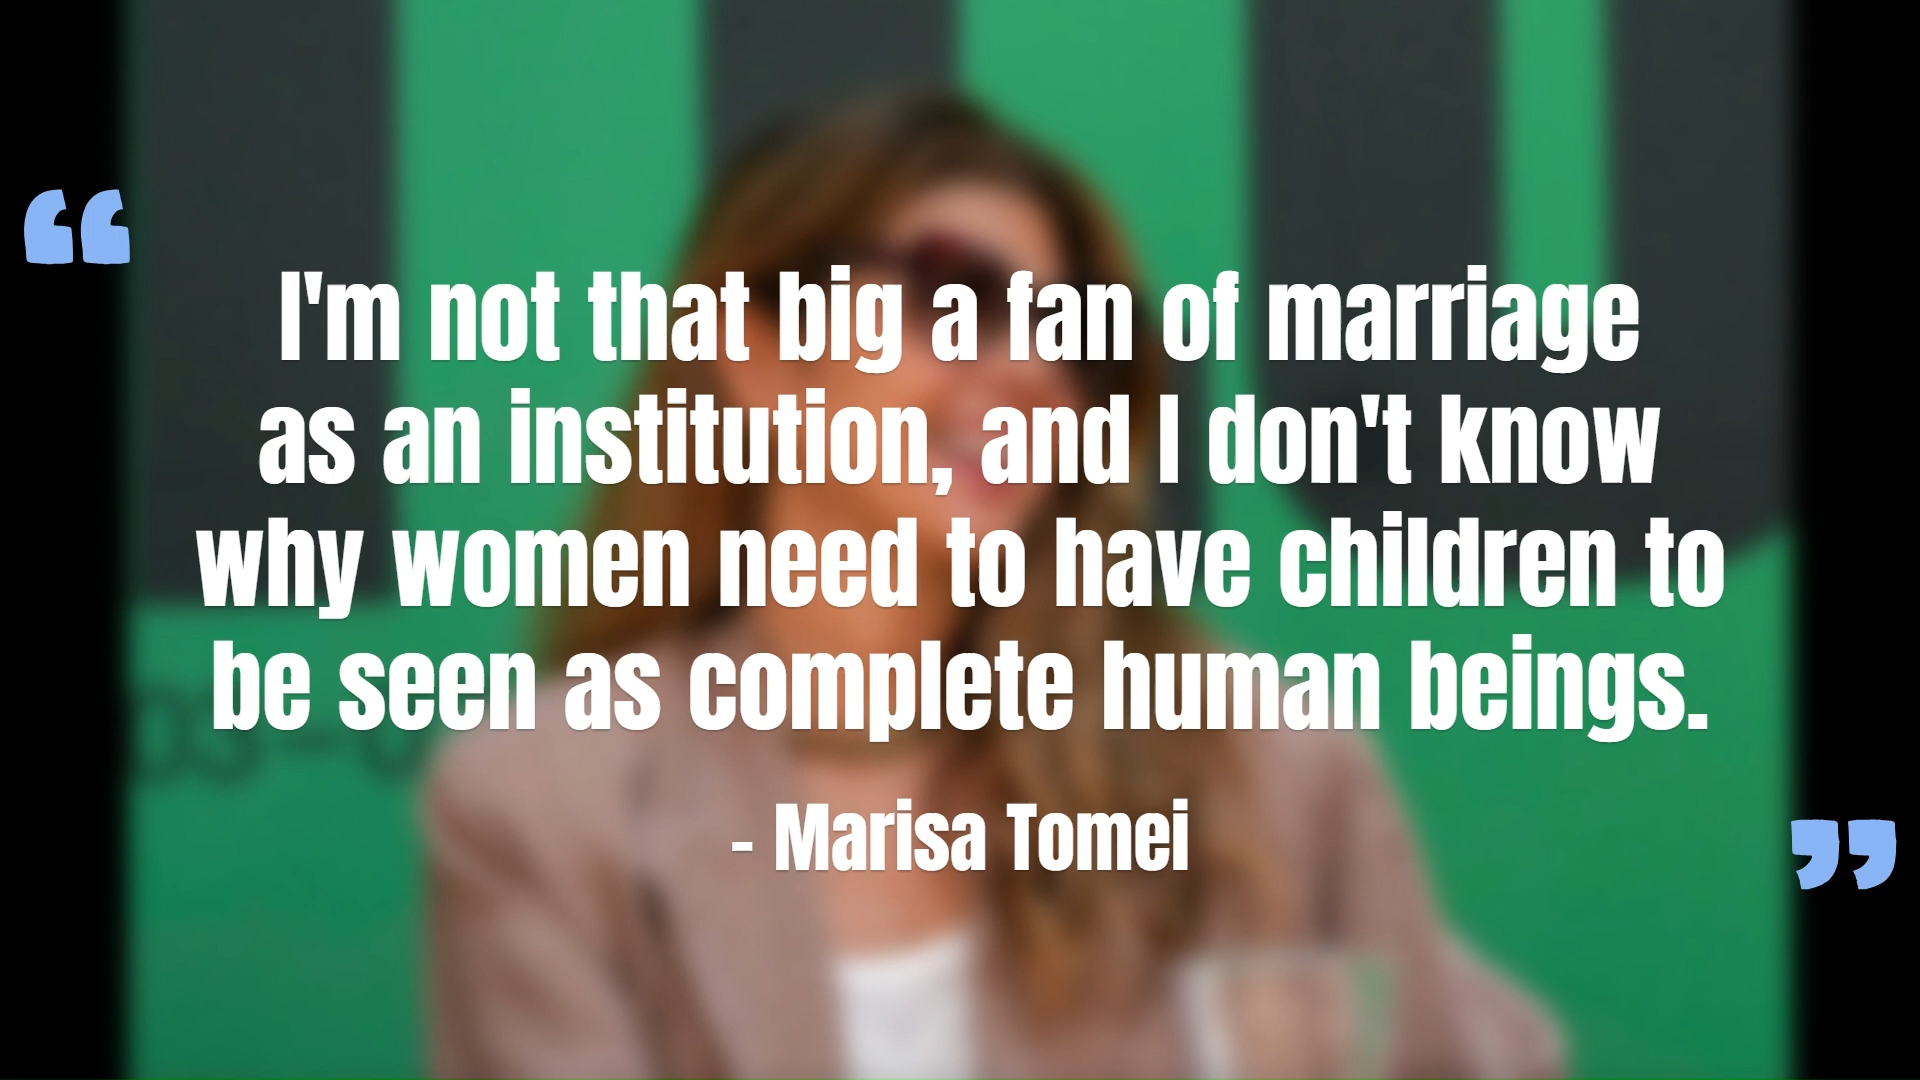 “
I'm not that big a fan of marriage
as an institution, and I don't know
why women need to have children to
be seen as complete human beings.
- Marisa Tomei
”